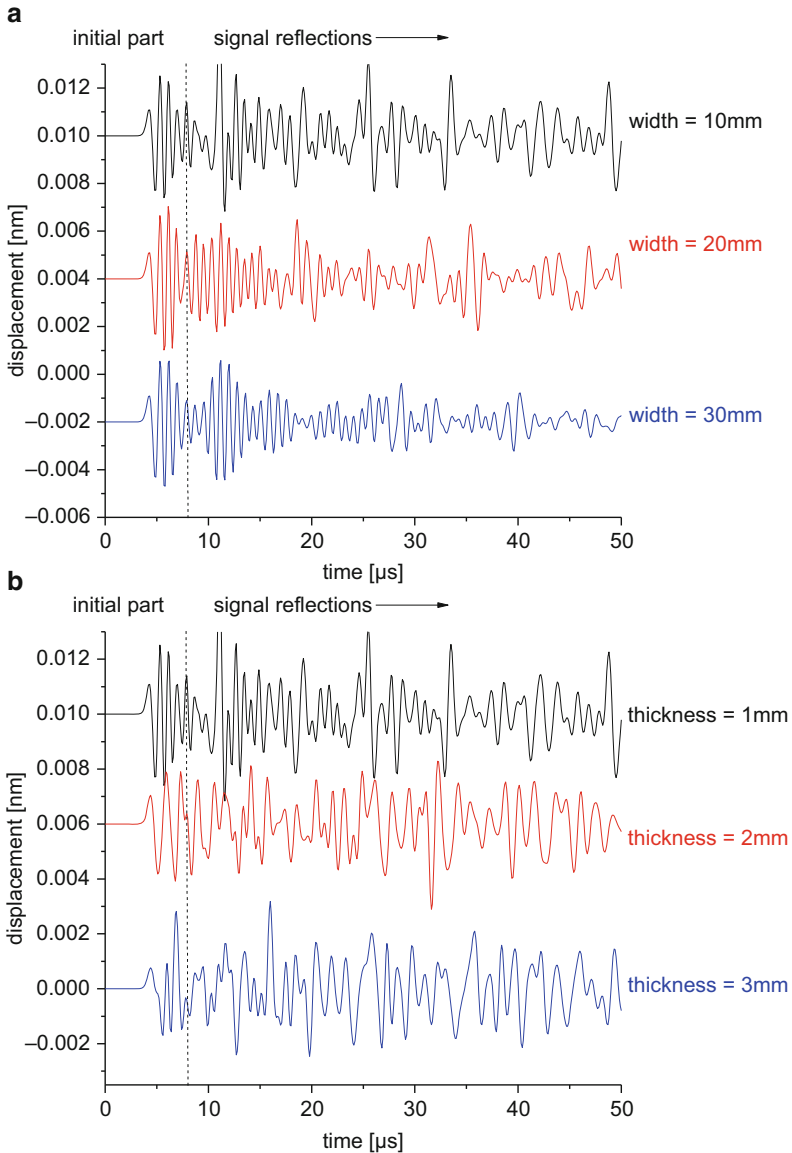 a
initial part signal reflections
0.012
0.010
0.008
0.006
0.004
0.002
0.000
−0.002
−0.004
−0.006
displacement [nm]
width = 10mm
width = 20mm
width = 30mm
0 10 20 30 40 50
time [µs]
b
initial part signal reflections
0.012
0.010
0.008
0.006
0.004
0.002
0.000
−0.002
displacement [nm]
thickness = 1mm
thickness = 2mm
thickness = 3mm
0 10 20 30 40 50
time [µs]